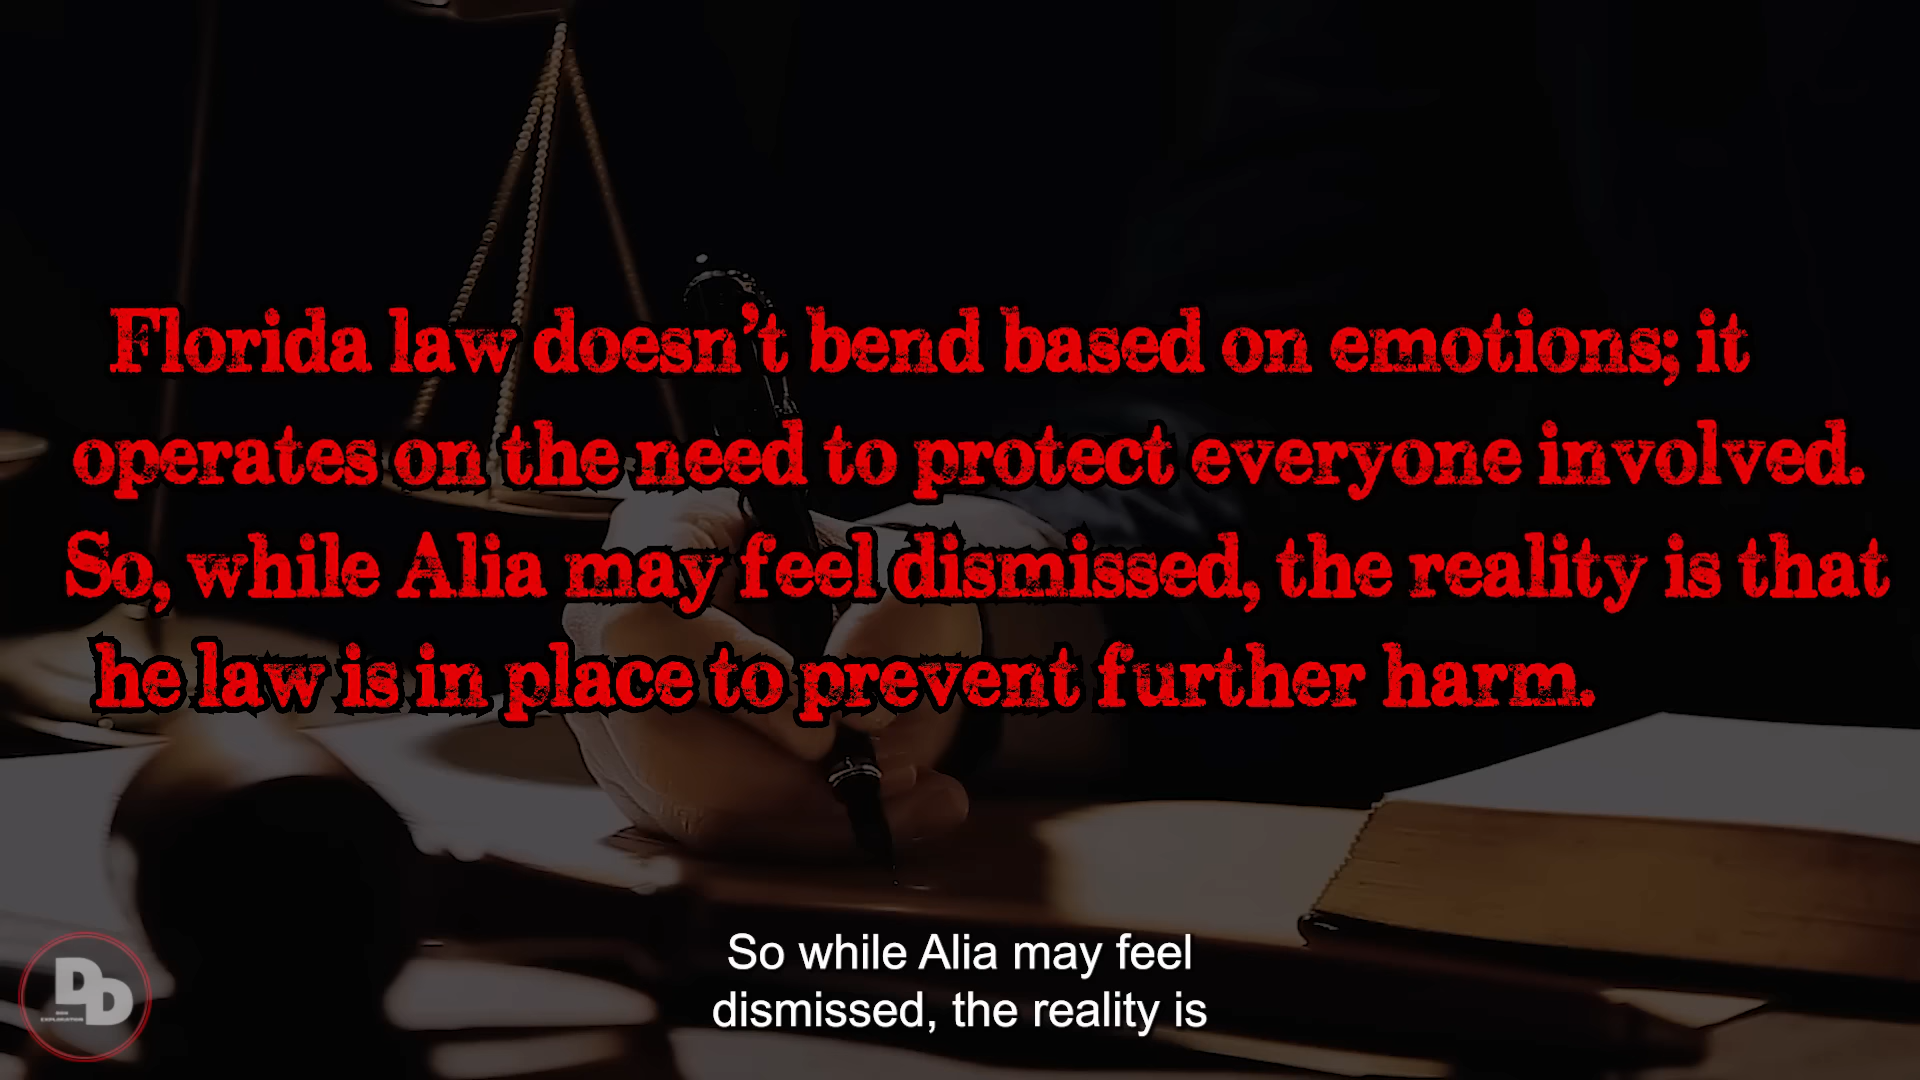 Florida law doesn’t bend based on emotions; it
operates on the need to protect everyone involved.
So, while Alia may feel dismissed, the reality is that
he law is in place to prevent further harm.
So while Alia may feel
dismissed, the reality is
DD
EXPLORATION